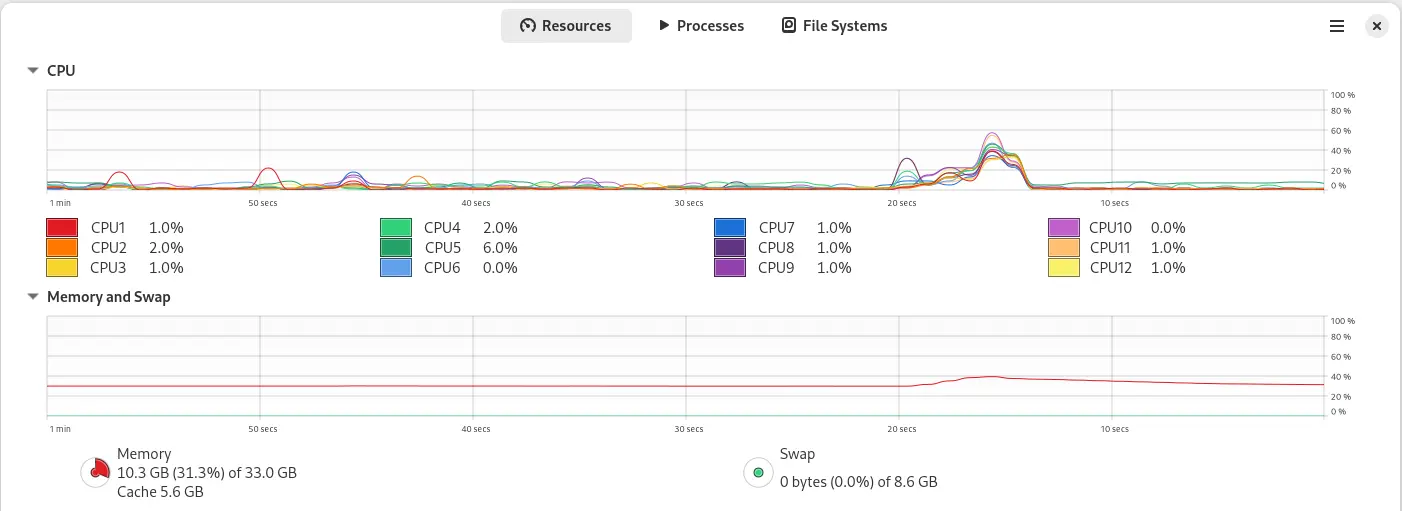 Resources Processes File Systems
CPU
100 %
80 %
60 %
40 %
20 %
0 %
1 min 50 secs 40 secs 30 secs 20 secs 10 secs
CPU1 1.0% CPU4 2.0% CPU7 1.0% CPU10 0.0%
CPU2 2.0% CPU5 6.0% CPU8 1.0% CPU11 1.0%
CPU3 1.0% CPU6 0.0% CPU9 1.0% CPU12 1.0%
Memory and Swap
100 %
80 %
60 %
40 %
20 %
0 %
1 min 50 secs 40 secs 30 secs 20 secs 10 secs
Memory
10.3 GB (31.3%) of 33.0 GB
Cache 5.6 GB
Swap
0 bytes (0.0%) of 8.6 GB